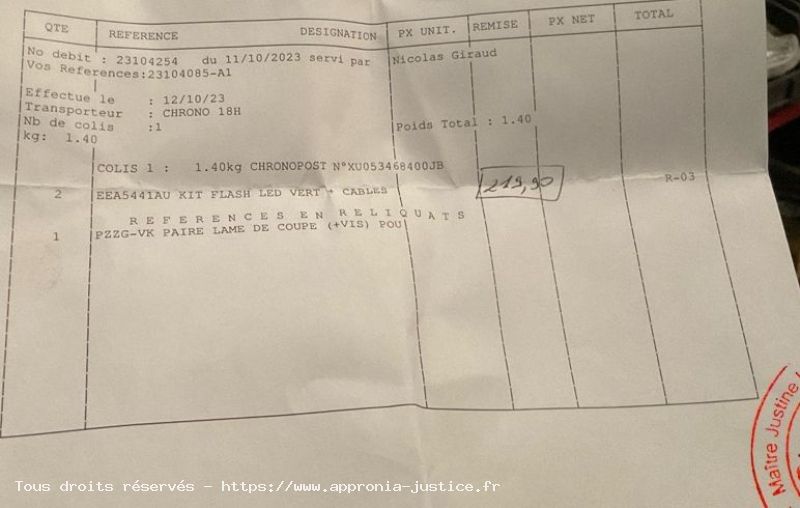 QTE REFERENCE DESIGNATION PX UNIT. REMISE PX NET TOTAL
No debit : 23104254 du 11/10/2023 servi par Nicolas Giraud
Vos References:23104085-A1
Effectue le : 12/10/23
Transporteur : CHRONO 18H
Nb de colis :1 Poids Total : 1.40
kg: 1.40
COLIS 1 : 1.40kg CHRONOPOST N°XU053468400JB
219,90
2 EEA5441AU KIT FLASH LED VERT + CABLES R-03
REFERENCES EN RELIQUATS
1 PZZG-VK PAIRE LAME DE COUPE (+VIS) POU
Maître Justine
Tous droits réservés - https://www.appronia-justice.fr